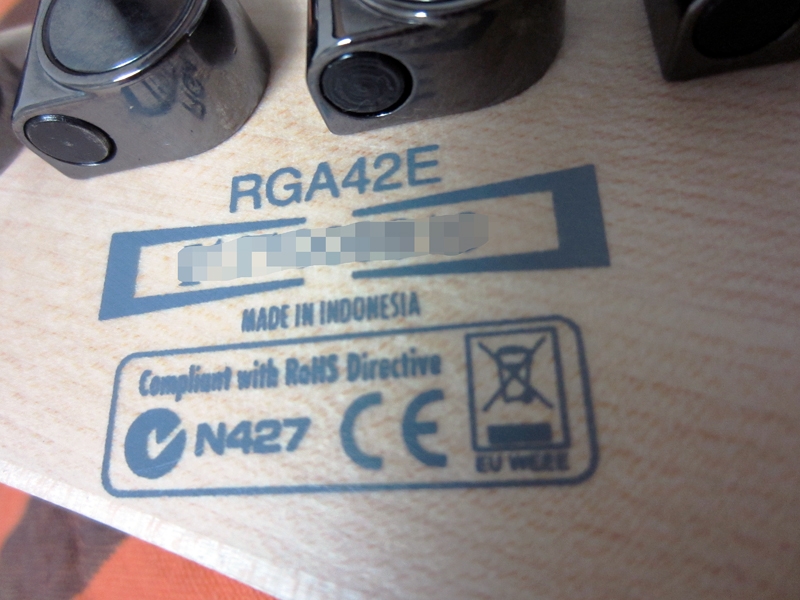 RGA42E
MADE IN INDONESIA
Compliant with RoHS Directive
N427 CE
EU WEEE